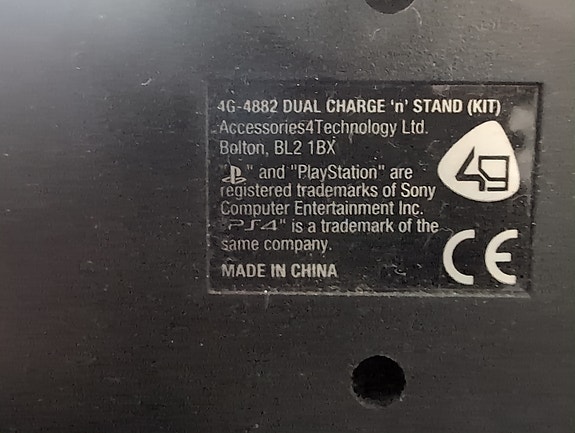 4G-4882 DUAL CHARGE 'n' STAND (KIT)
Accessories4Technology Ltd.
Bolton, BL2 1BX
" and "PlayStation" are
registered trademarks of Sony
Computer Entertainment Inc.
"PS4" is a trademark of the
same company.
MADE IN CHINA
4G
CE